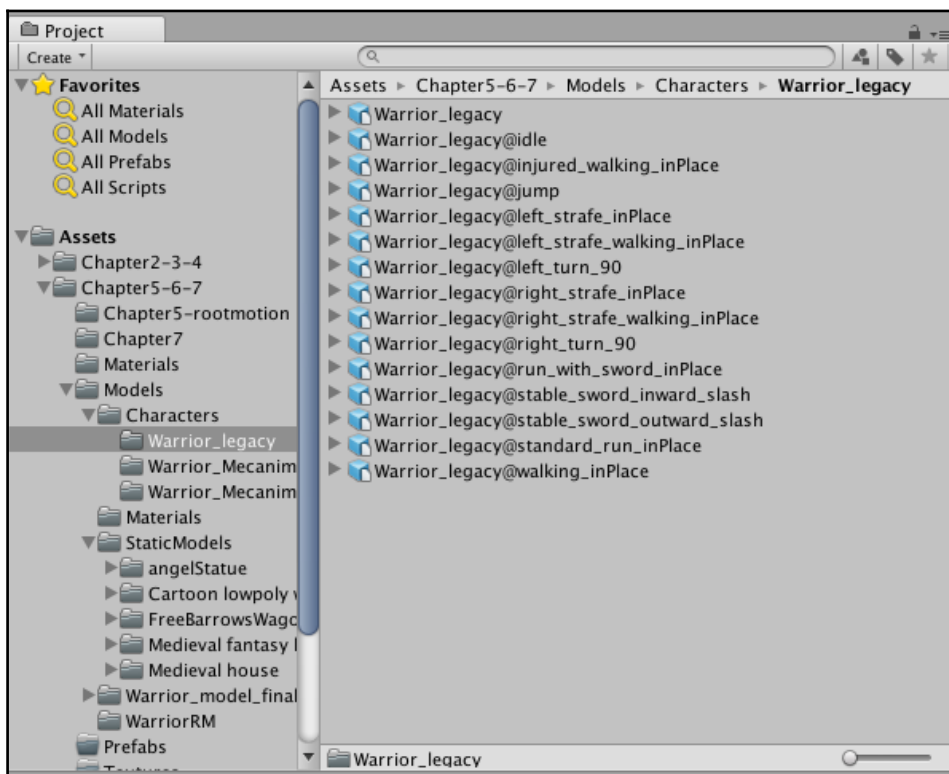 Project
Create
Favorites
All Materials
All Models
All Prefabs
All Scripts
Assets
Chapter2-3-4
Chapter5-6-7
Chapter5-rootmotion
Chapter7
Materials
Models
Characters
Warrior_legacy
Warrior_Mecanim
Warrior_Mecanim
Materials
StaticModels
angelStatue
Cartoon lowpoly
FreeBarrowsWago
Medieval fantasy
Medieval house
Warrior_model_final
WarriorRM
Prefabs
Textures
Assets ▸ Chapter5-6-7 ▸ Models ▸ Characters ▸ Warrior_legacy
Warrior_legacy
Warrior_legacy@idle
Warrior_legacy@injured_walking_inPlace
Warrior_legacy@jump
Warrior_legacy@left_strafe_inPlace
Warrior_legacy@left_strafe_walking_inPlace
Warrior_legacy@left_turn_90
Warrior_legacy@right_strafe_inPlace
Warrior_legacy@right_strafe_walking_inPlace
Warrior_legacy@right_turn_90
Warrior_legacy@run_with_sword_inPlace
Warrior_legacy@stable_sword_inward_slash
Warrior_legacy@stable_sword_outward_slash
Warrior_legacy@standard_run_inPlace
Warrior_legacy@walking_inPlace
Warrior_legacy